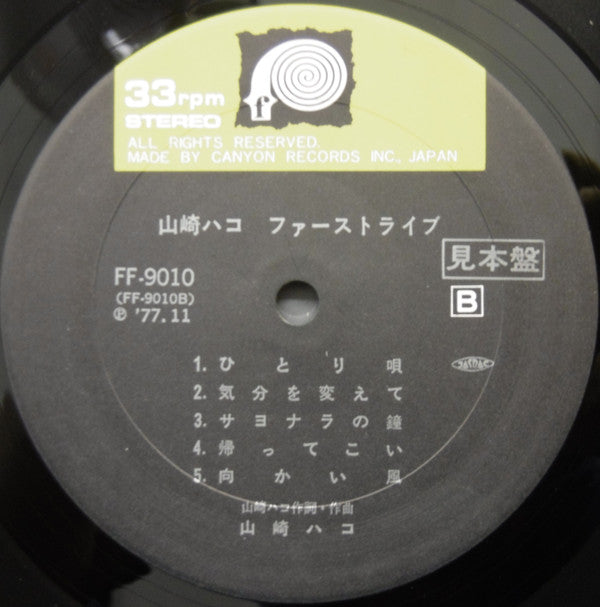 f
33rpm
STEREO
ALL RIGHTS RESERVED.
MADE BY CANYON RECORDS INC., JAPAN
山崎ハコ ファーストライブ
見本盤
FF-9010
(FF-9010B)
℗ '77.11
B
1. ひとり唄
2. 気分を変えて
3. サヨナラの鐘
4. 帰ってこい
5. 向かい風
JASRAC
山崎ハコ作詞・作曲
山崎ハコ